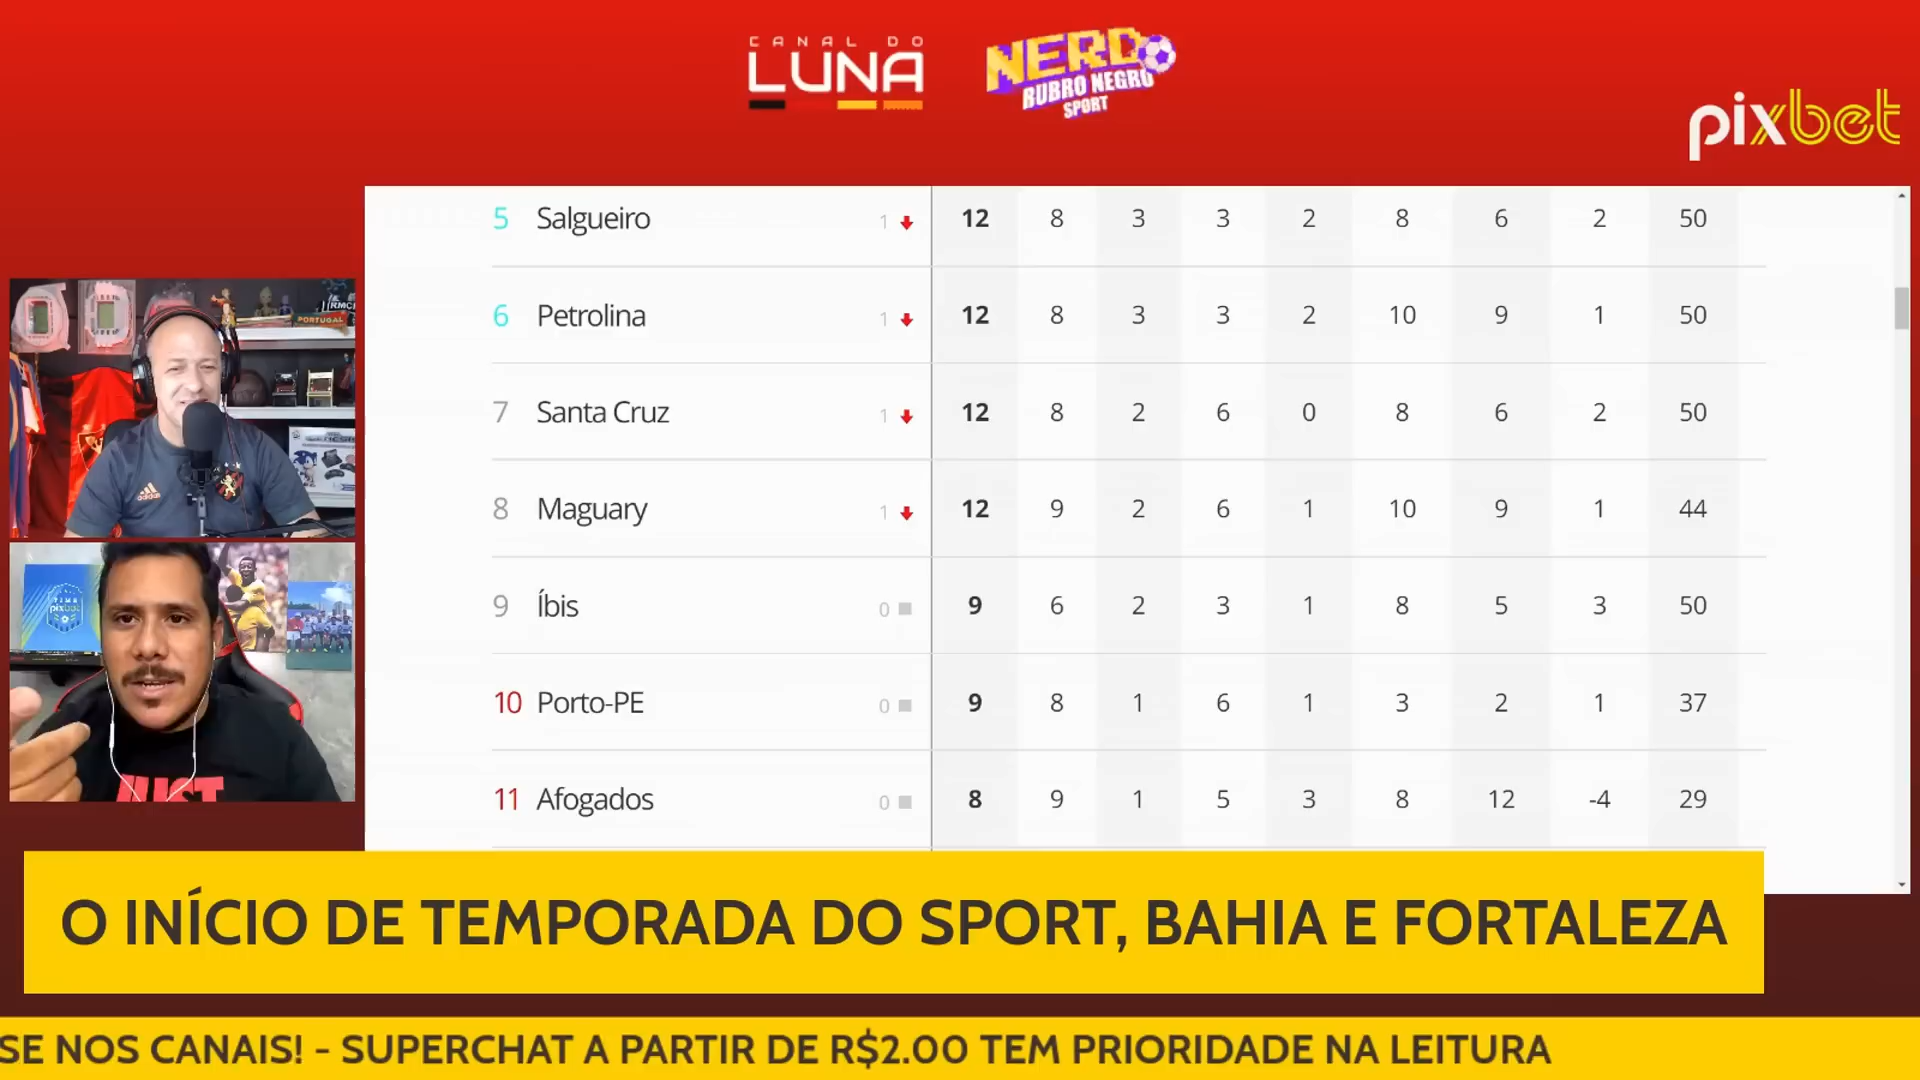 CANAL DO
LUNA
NERD
RUBRO NEGRO
SPORT
pixbet
5 Salgueiro 1 12 8 3 3 2 8 6 2 50
6 Petrolina 1 12 8 3 3 2 10 9 1 50
7 Santa Cruz 1 12 8 2 6 0 8 6 2 50
8 Maguary 1 12 9 2 6 1 10 9 1 44
9 Íbis 0 9 6 2 3 1 8 5 3 50
10 Porto-PE 0 9 8 1 6 1 3 2 1 37
11 Afogados 0 8 9 1 5 3 8 12 -4 29
PORTUGAL
adidas
TIME
pixbet
JUST
O INÍCIO DE TEMPORADA DO SPORT, BAHIA E FORTALEZA
SE NOS CANAIS! - SUPERCHAT A PARTIR DE R$2.00 TEM PRIORIDADE NA LEITURA